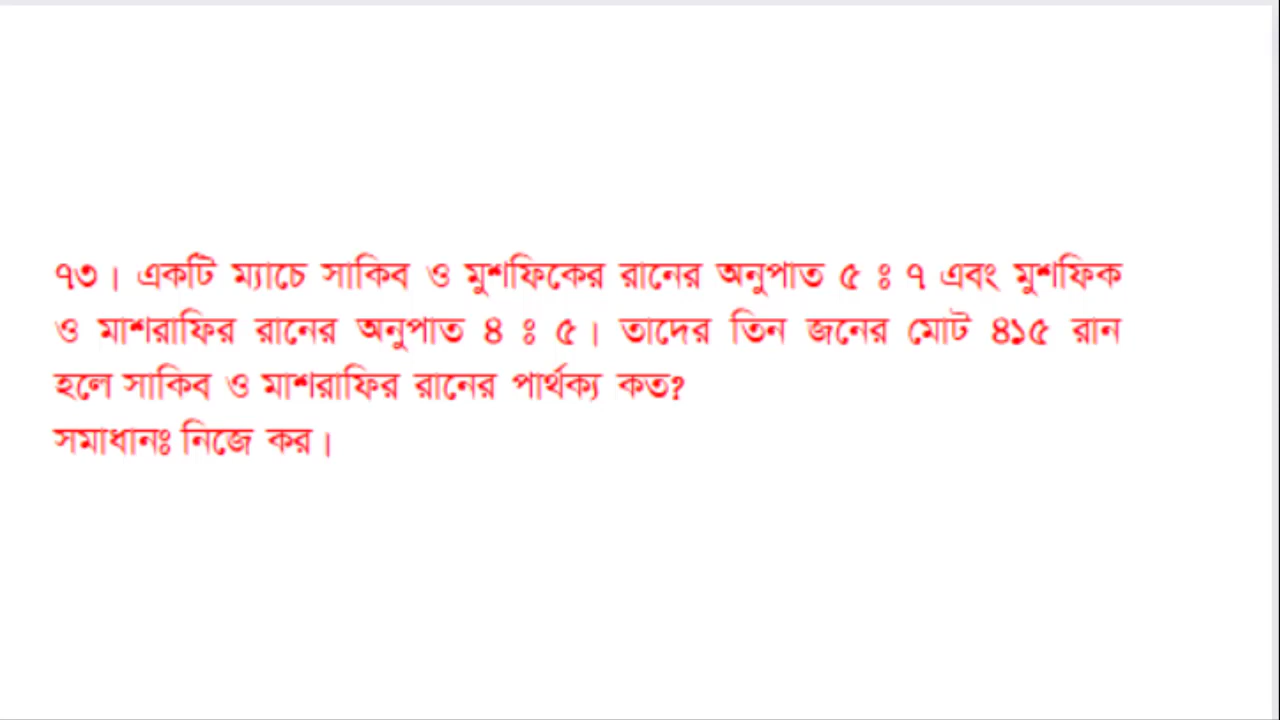 ৭৩। একটি ম্যাচে সাকিব ও মুশফিকের রানের অনুপাত ৫ ঃ ৭ এবং মুশফিক
ও মাশরাফির রানের অনুপাত ৪ ঃ ৫। তাদের তিন জনের মোট ৪১৫ রান
হলে সাকিব ও মাশরাফির রানের পার্থক্য কত?
সমাধানঃ নিজে কর।